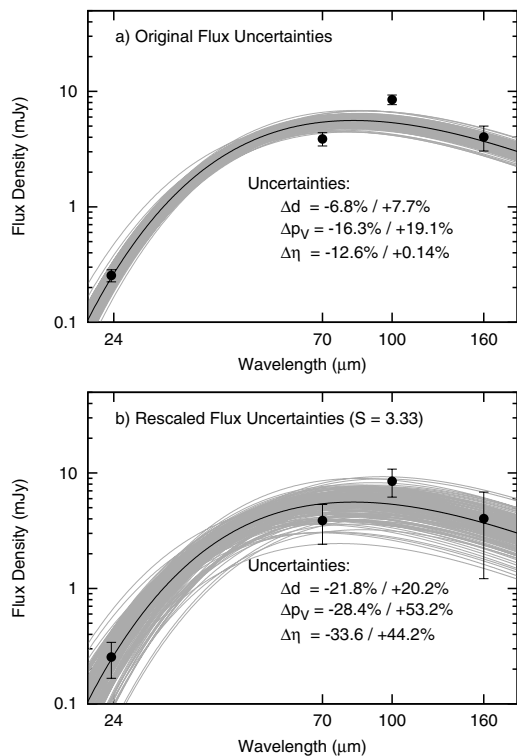 a) Original Flux Uncertainties
Flux Density (mJy)
10
1
0.1
Uncertainties:
Δd = -6.8% / +7.7%
Δp_V = -16.3% / +19.1%
Δη = -12.6% / +0.14%
24
70
100
160
Wavelength (μm)
b) Rescaled Flux Uncertainties (S = 3.33)
Flux Density (mJy)
10
1
0.1
Uncertainties:
Δd = -21.8% / +20.2%
Δp_V = -28.4% / +53.2%
Δη = -33.6 / +44.2%
24
70
100
160
Wavelength (μm)